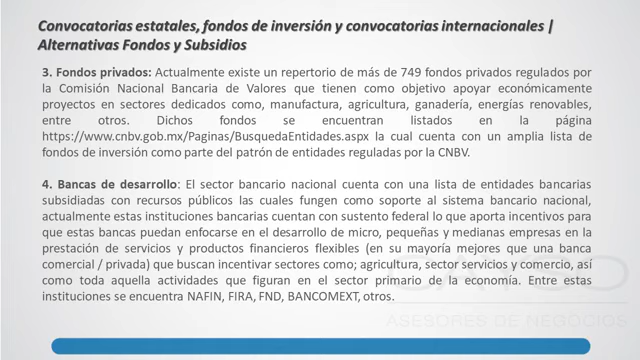 Convocatorias estatales, fondos de inversión y convocatorias internacionales |
Alternativas Fondos y Subsidios
3. Fondos privados: Actualmente existe un repertorio de más de 749 fondos privados regulados por
la Comisión Nacional Bancaria de Valores que tienen como objetivo apoyar económicamente
proyectos en sectores dedicados como, manufactura, agricultura, ganadería, energías renovables,
entre otros. Dichos fondos se encuentran listados en la página
https://www.cnbv.gob.mx/Paginas/BusquedaEntidades.aspx la cual cuenta con un amplia lista de
fondos de inversión como parte del patrón de entidades reguladas por la CNBV.
4. Bancas de desarrollo: El sector bancario nacional cuenta con una lista de entidades bancarias
subsidiadas con recursos públicos las cuales fungen como soporte al sistema bancario nacional,
actualmente estas instituciones bancarias cuentan con sustento federal lo que aporta incentivos para
que estas bancas puedan enfocarse en el desarrollo de micro, pequeñas y medianas empresas en la
prestación de servicios y productos financieros flexibles (en su mayoría mejores que una banca
comercial / privada) que buscan incentivar sectores como; agricultura, sector servicios y comercio, así
como toda aquella actividades que figuran en el sector primario de la economía. Entre estas
instituciones se encuentra NAFIN, FIRA, FND, BANCOMEXT, otros.
ASESORES DE NEGOCIOS